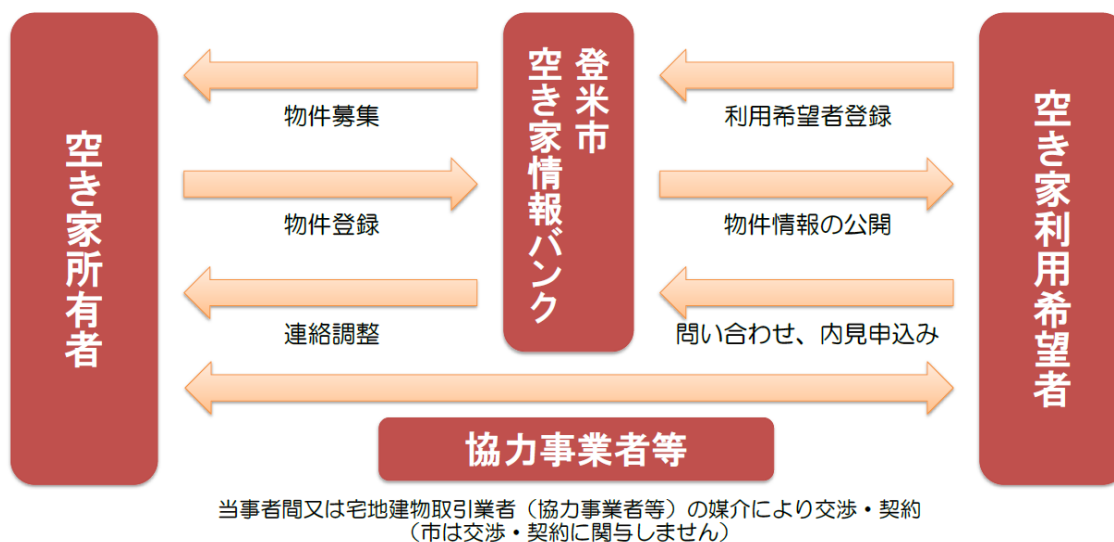 空き家所有者
物件募集
物件登録
連絡調整
登米市
空き家情報バンク
利用希望者登録
物件情報の公開
問い合わせ、内見申込み
空き家利用希望者
協力事業者等
当事者間又は宅地建物取引業者（協力事業者等）の媒介により交渉・契約
（市は交渉・契約に関与しません）